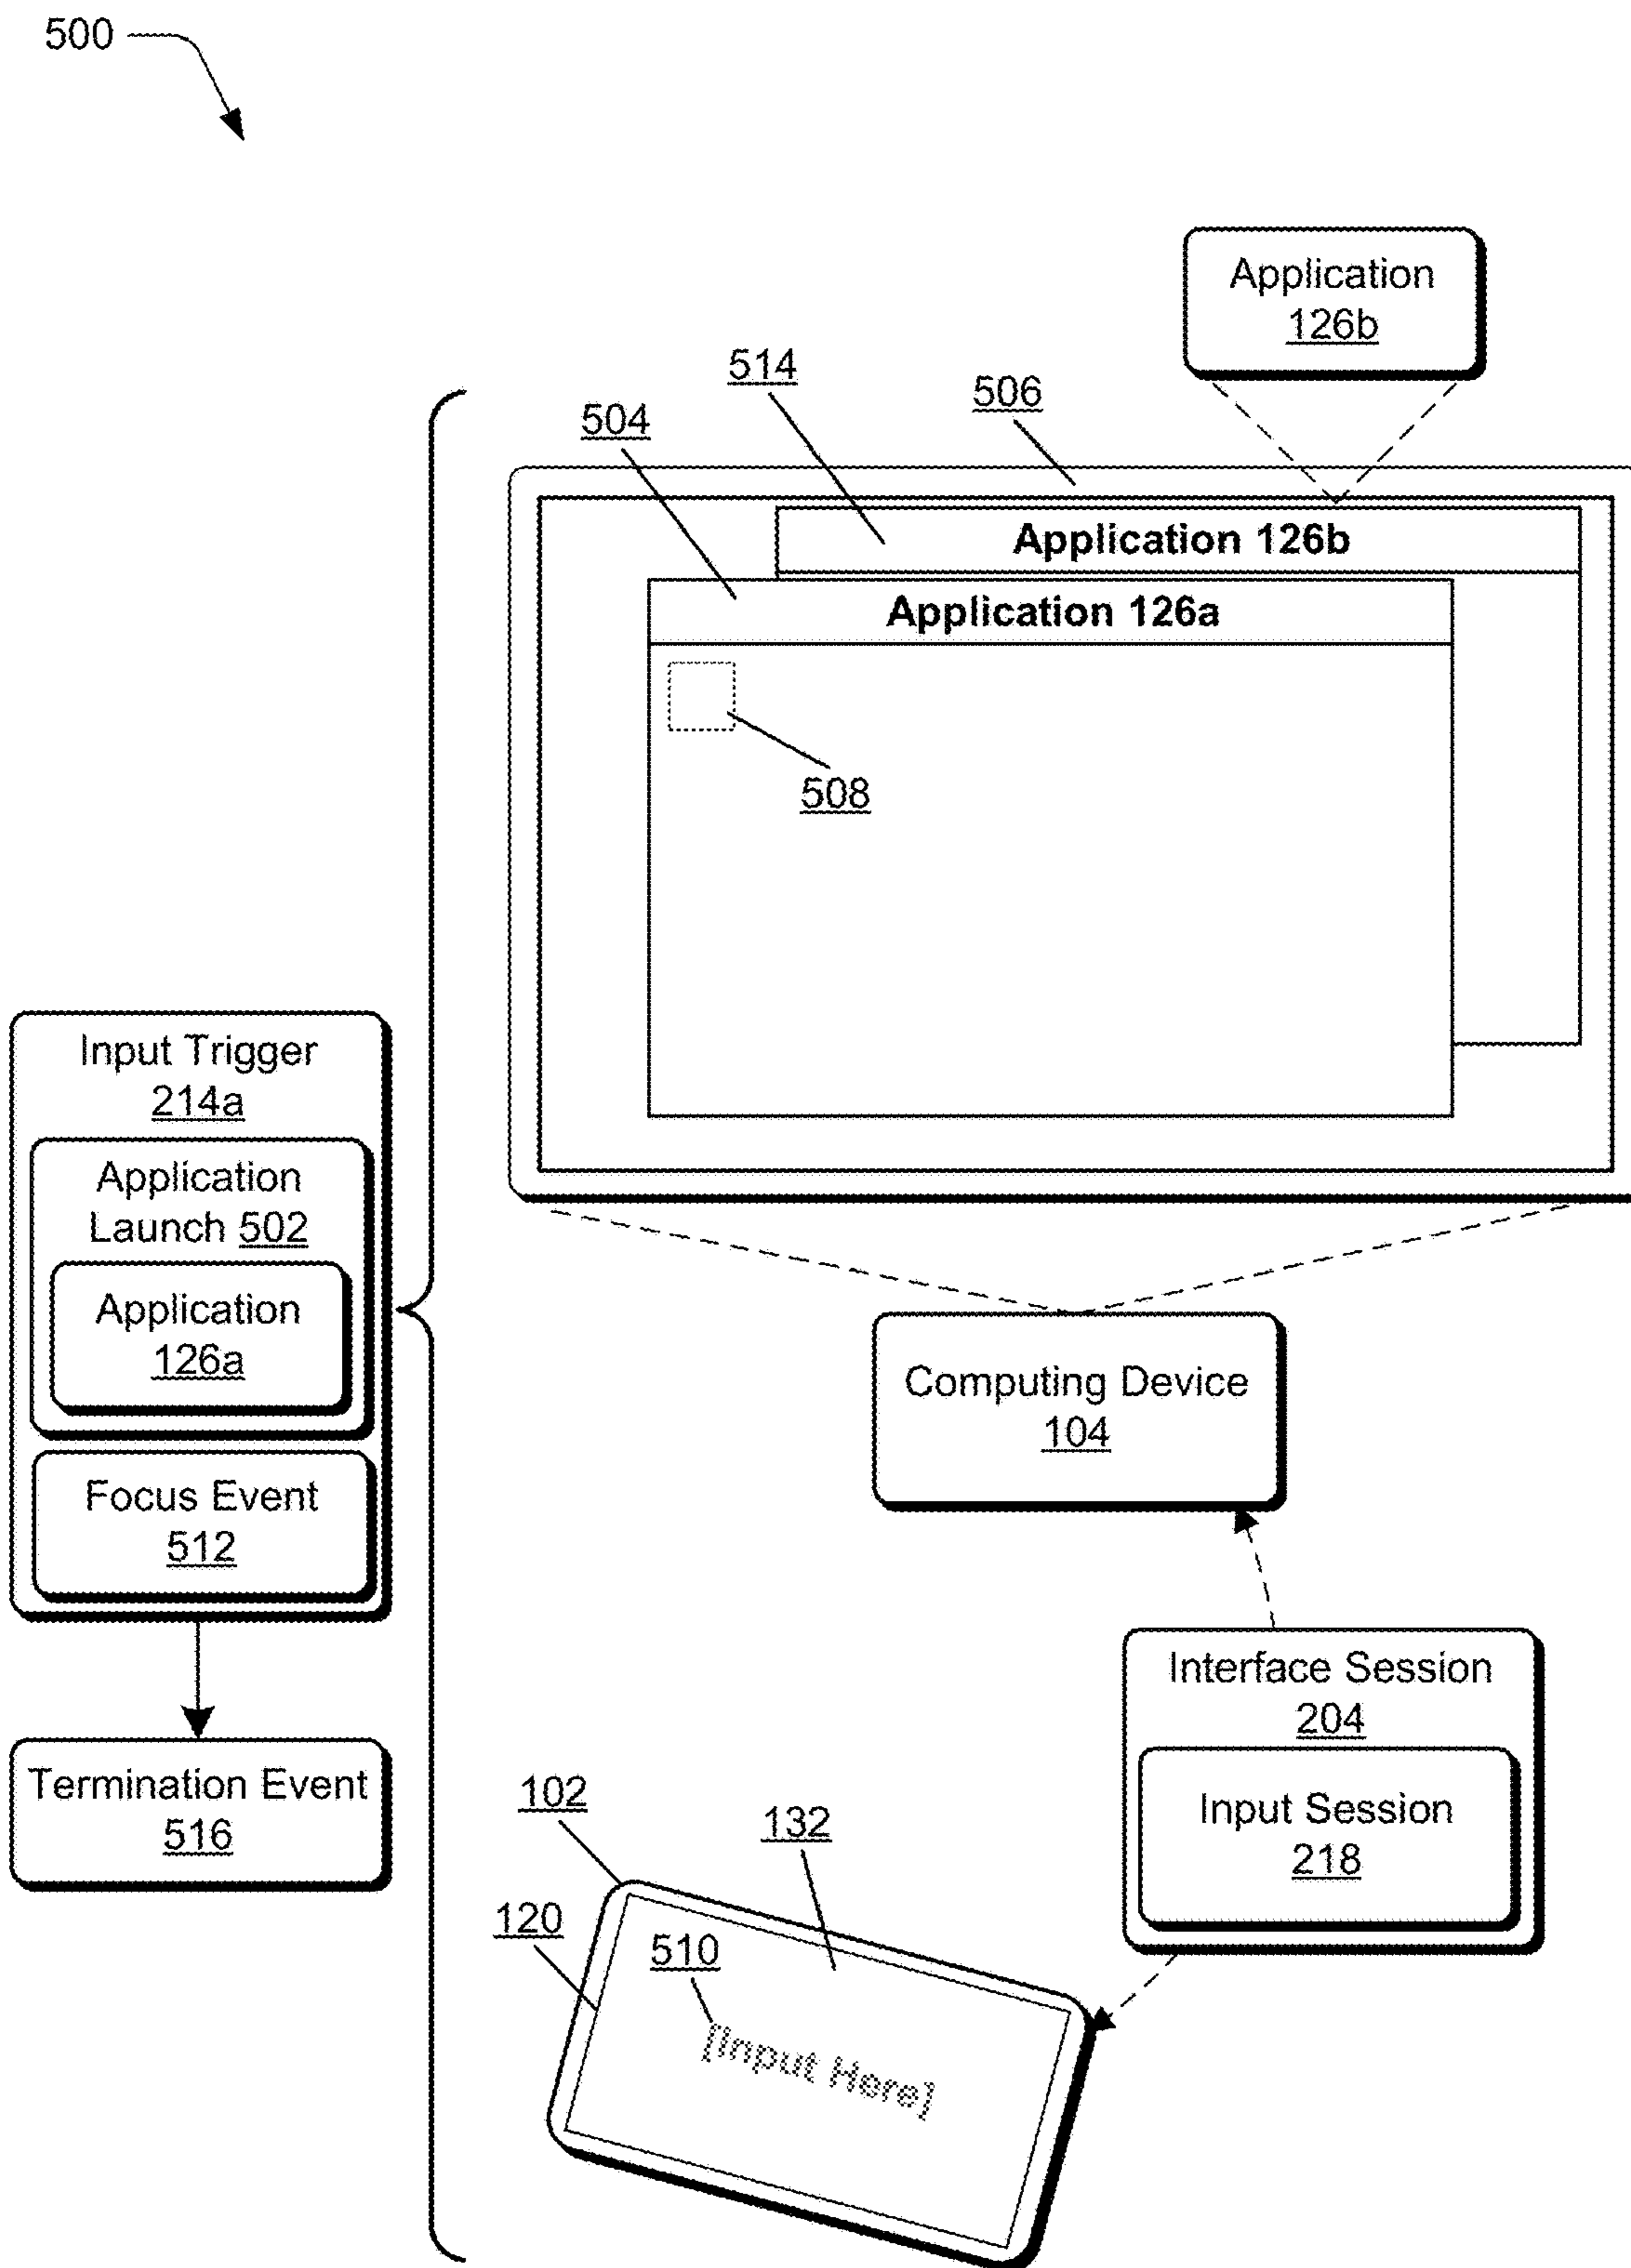 500
Application
126b
514
506
504
Application 126b
Application 126a
508
Input Trigger
214a
Application
Launch 502
Application
126a
Focus Event
512
Computing Device
104
Interface Session
204
Input Session
218
Termination Event
516
102
132
120
510
[Input Here]